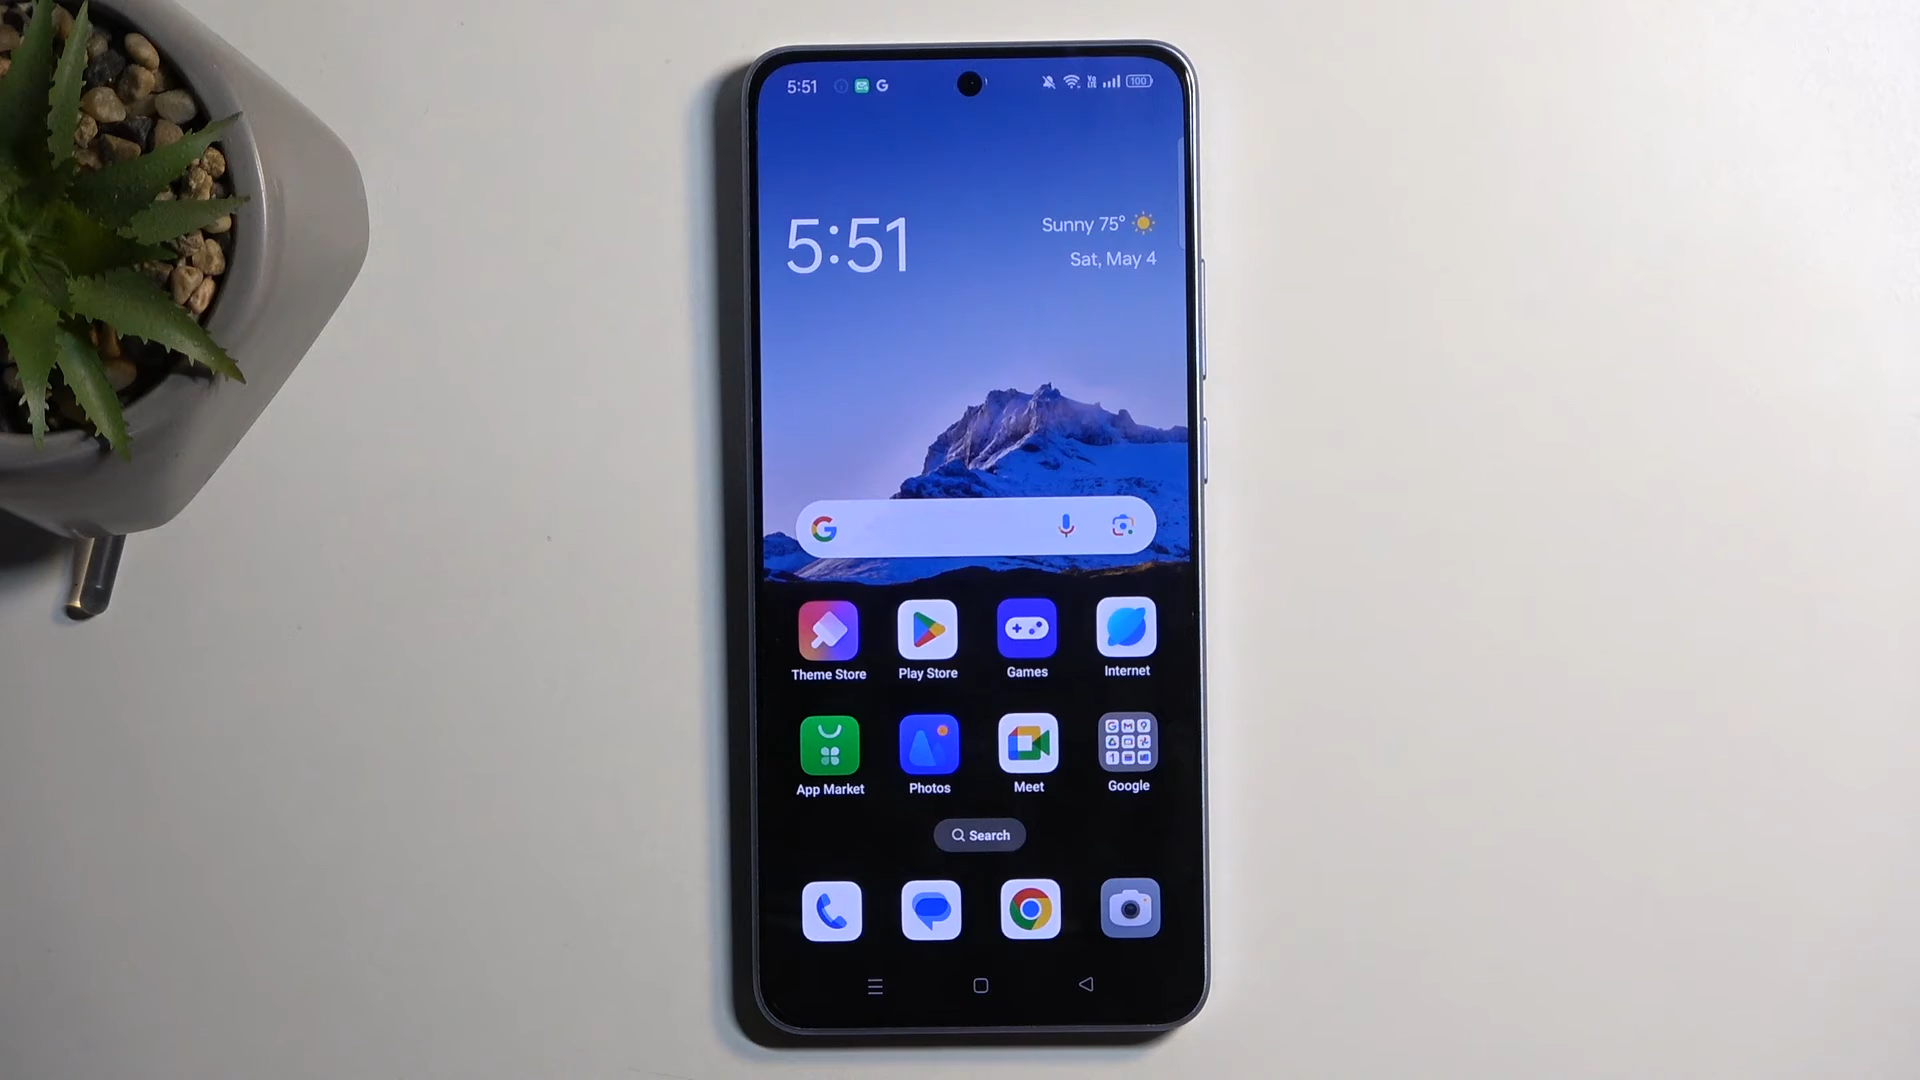 5:51
100
5:51
Sunny 75°
Sat, May 4
Theme Store
Play Store
Games
Internet
App Market
Photos
Meet
Google
Search